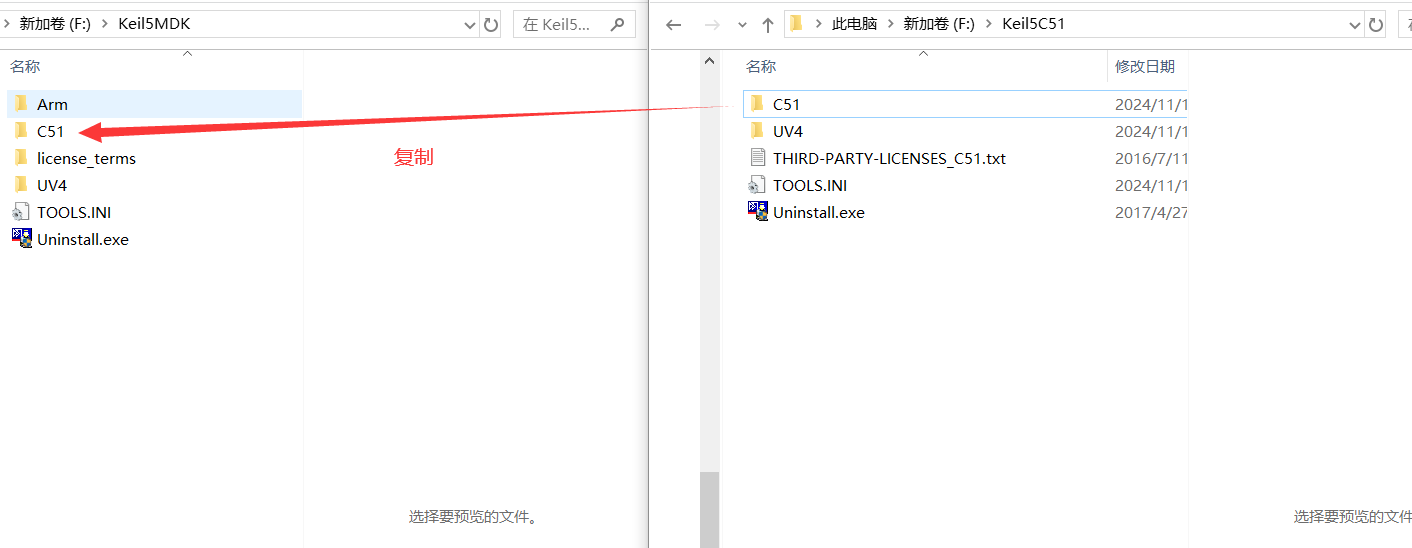 新加卷 (F:) Keil5MDK
在 Keil5...
名称
Arm
C51
license_terms
UV4
TOOLS.INI
Uninstall.exe
选择要预览的文件。
复制
此电脑 新加卷 (F:) Keil5C51
名称 修改日期
C51 2024/11/1
UV4 2024/11/1
THIRD-PARTY-LICENSES_C51.txt 2016/7/11
TOOLS.INI 2024/11/1
Uninstall.exe 2017/4/27
选择要预览的文件